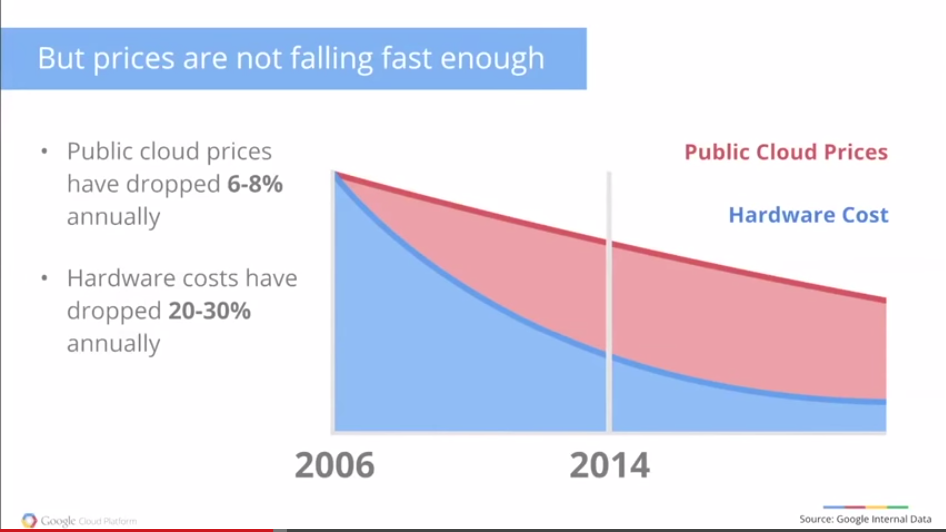 But prices are not falling fast enough
• Public cloud prices
have dropped 6-8%
annually
• Hardware costs have
dropped 20-30%
annually
Public Cloud Prices
Hardware Cost
2006
2014
Google Cloud Platform
Source: Google Internal Data